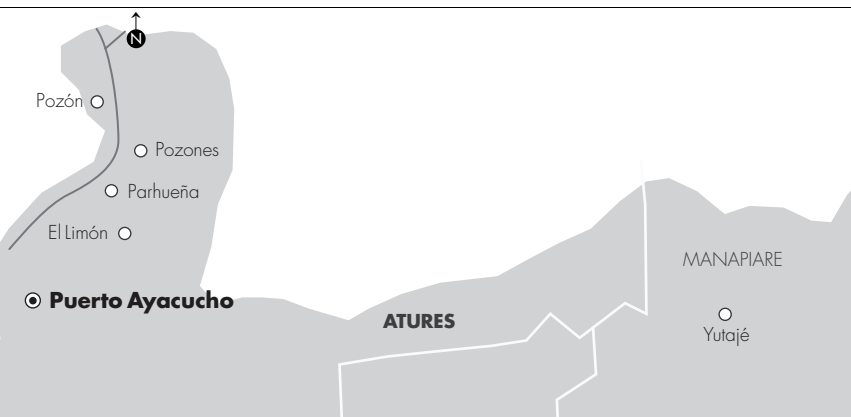 N
Pozón
Pozones
Parhueña
El Limón
MANAPIARE
Puerto Ayacucho
ATURES
Yutajé